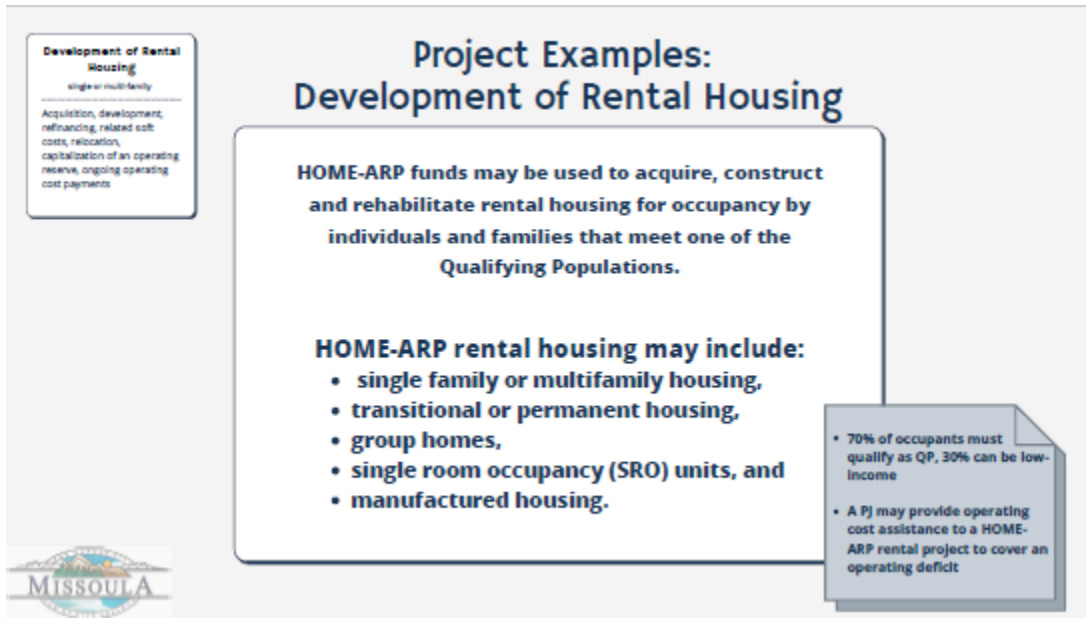 Development of Rental
Housing
single or multi-family
Acquisition, development,
refinancing, related soft
costs, relocation,
capitalization of an operating
reserve, ongoing operating
cost payments
Project Examples:
Development of Rental Housing
HOME-ARP funds may be used to acquire, construct
and rehabilitate rental housing for occupancy by
individuals and families that meet one of the
Qualifying Populations.
HOME-ARP rental housing may include:
• single family or multifamily housing,
• transitional or permanent housing,
• group homes,
• single room occupancy (SRO) units, and
• manufactured housing.
• 70% of occupants must
qualify as QP, 30% can be low-
income
• A PJ may provide operating
cost assistance to a HOME-
ARP rental project to cover an
operating deficit
MISSOULA